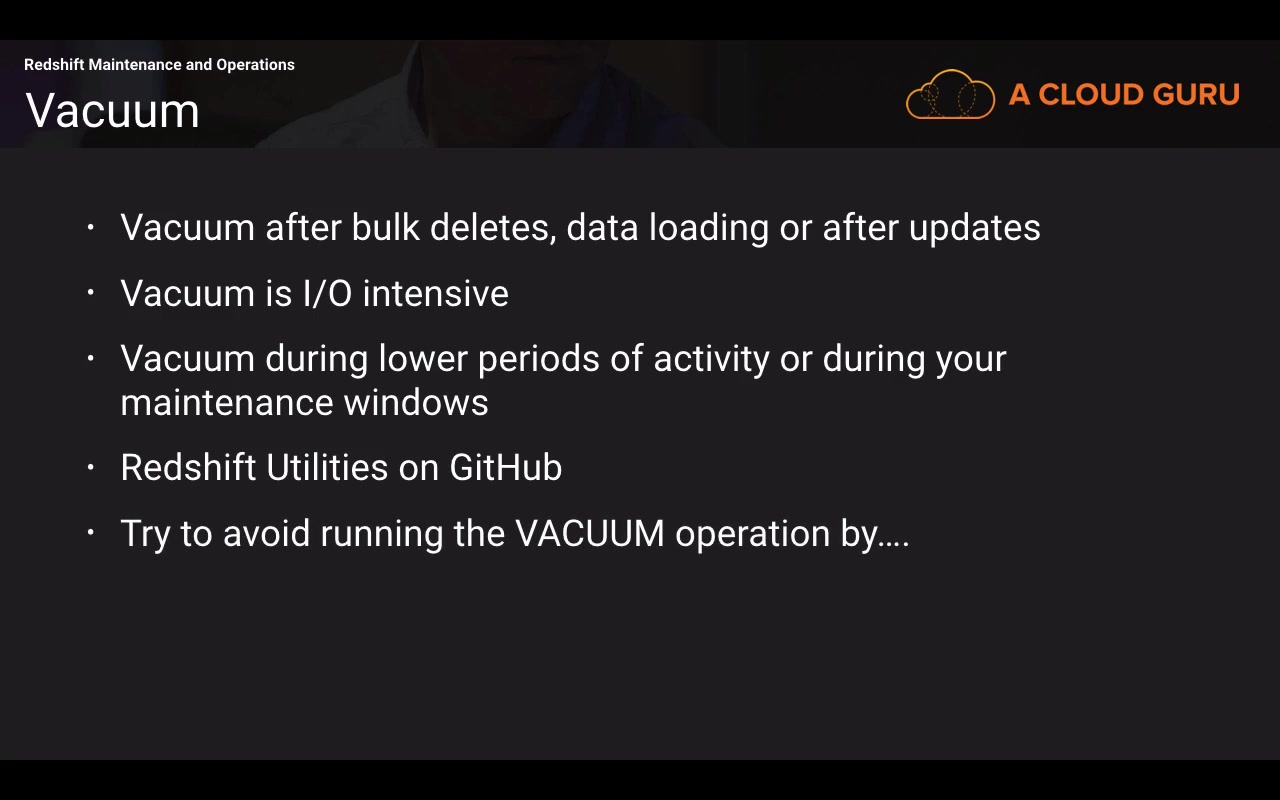 Redshift Maintenance and Operations
Vacuum
A CLOUD GURU
• Vacuum after bulk deletes, data loading or after updates
• Vacuum is I/O intensive
• Vacuum during lower periods of activity or during your
maintenance windows
• Redshift Utilities on GitHub
• Try to avoid running the VACUUM operation by....